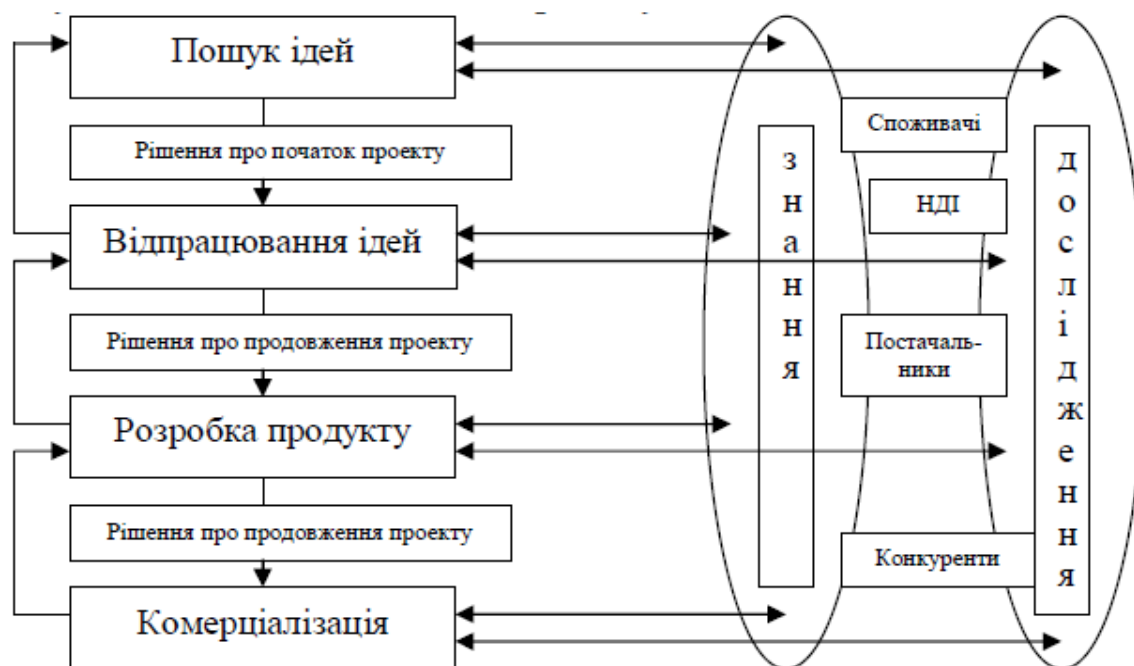 Пошук ідей
Рішення про початок проекту
Відпрацювання ідей
Рішення про продовження проекту
Розробка продукту
Рішення про продовження проекту
Комерціалізація
знання
Споживачі
НДІ
Постачаль-
ники
Конкуренти
дослідження